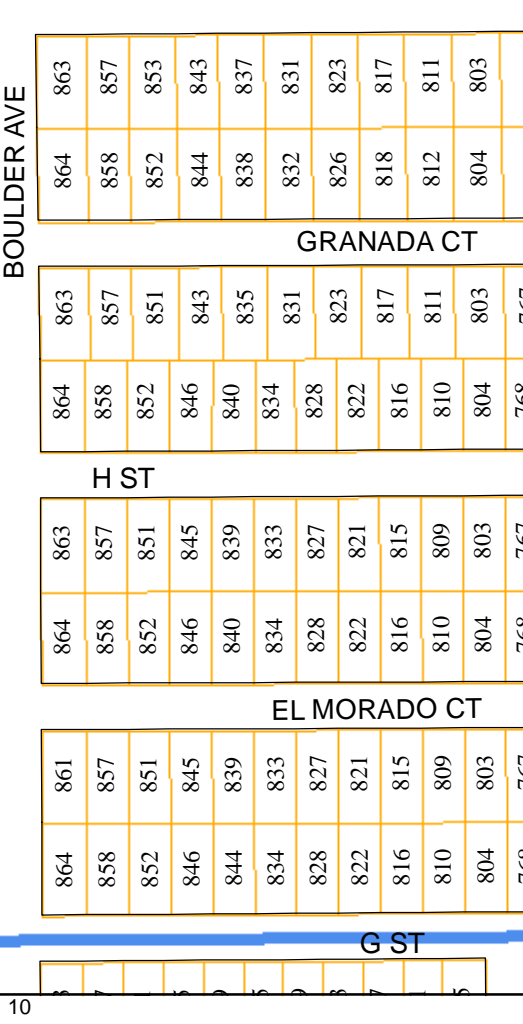 BOULDER AVE
863 857 853 843 837 831 823 817 811 803
864 858 852 844 838 832 826 818 812 804
GRANADA CT
863 857 851 843 835 831 823 817 811 803
864 858 852 846 840 834 828 822 816 810 804 768
H ST
863 857 851 845 839 833 827 821 815 809 803
864 858 852 846 840 834 828 822 816 810 804
EL MORADO CT
861 857 851 845 839 833 827 821 815 809 803
864 858 852 846 844 834 828 822 816 810 804
G ST
10